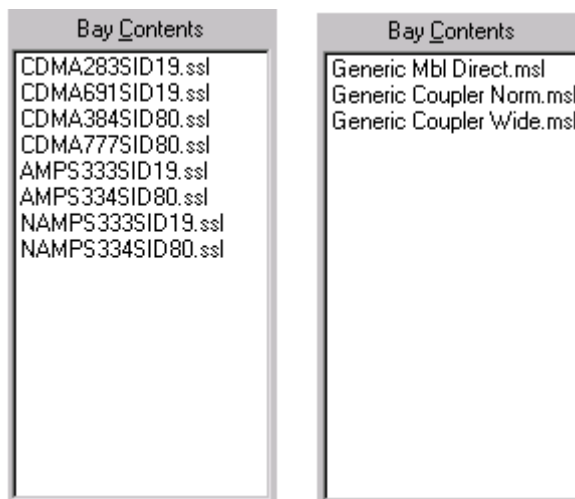 Bay Contents
CDMA283SID19.ssl
CDMA691SID19.ssl
CDMA384SID80.ssl
CDMA777SID80.ssl
AMPS333SID19.ssl
AMPS334SID80.ssl
NAMPS333SID19.ssl
NAMPS334SID80.ssl
Bay Contents
Generic Mbl Direct.msl
Generic Coupler Norm.msl
Generic Coupler Wide.msl